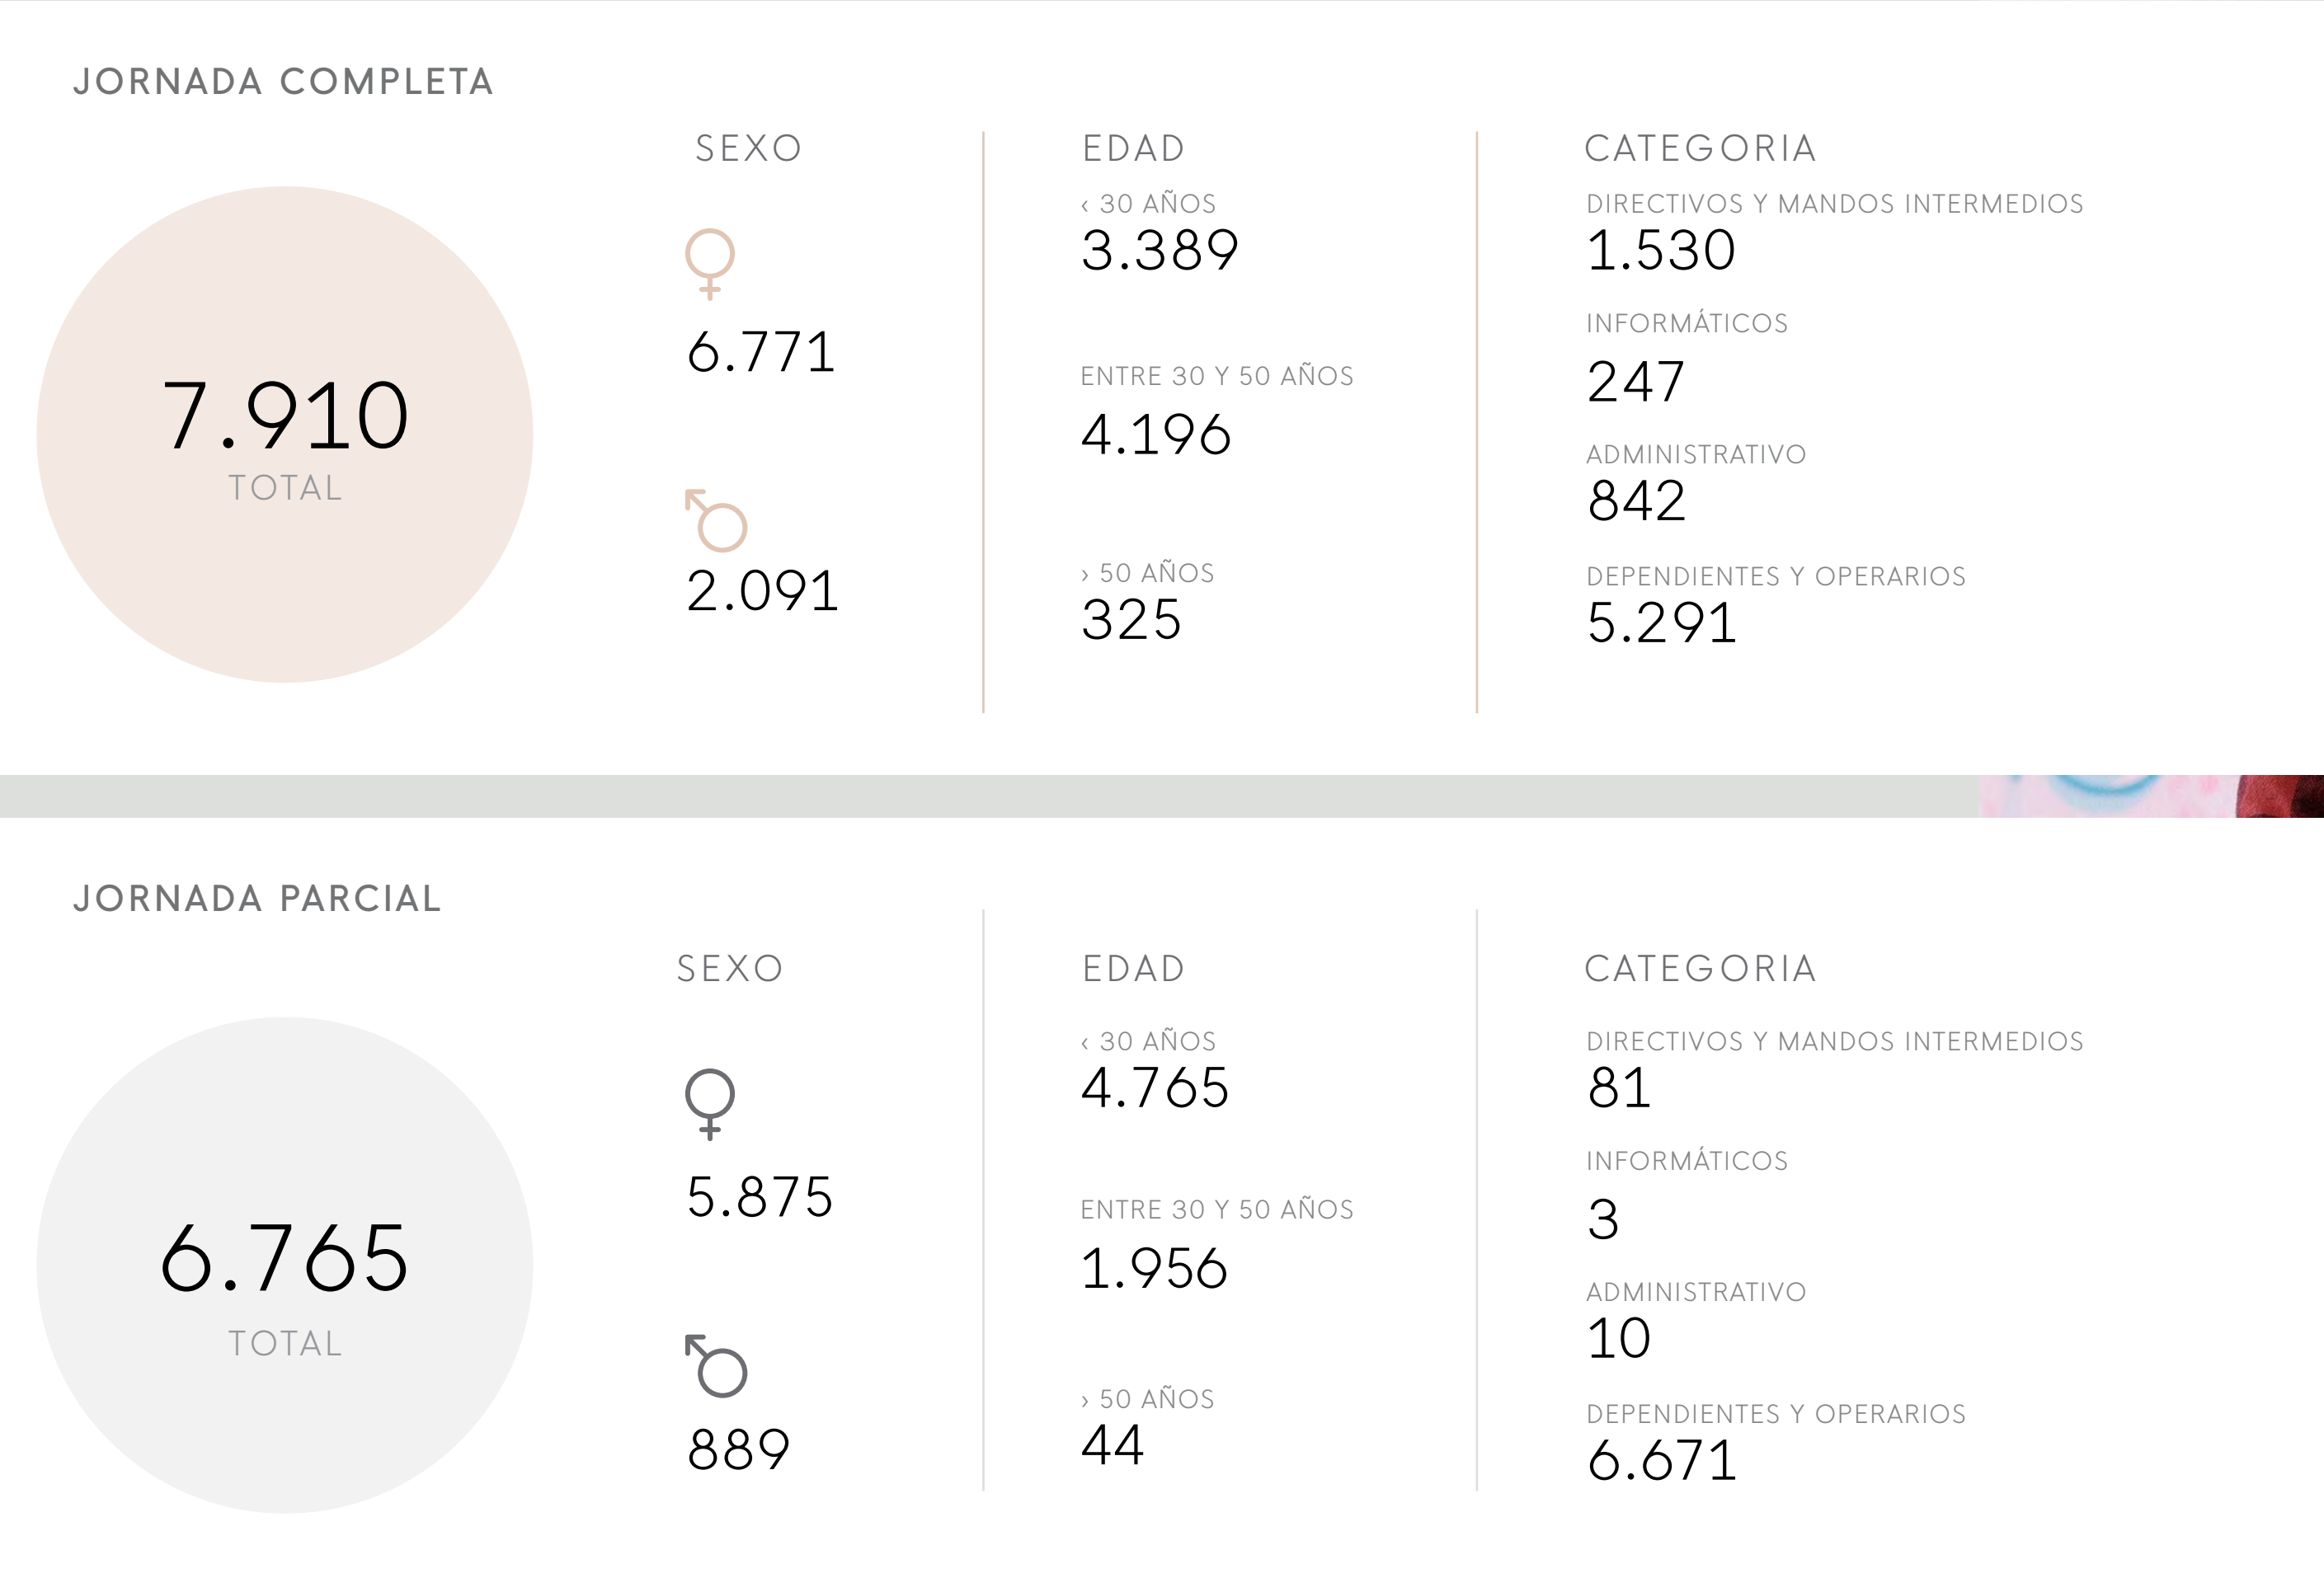 JORNADA COMPLETA
7.910
TOTAL
SEXO
6.771
2.091
EDAD
‹ 30 AÑOS
3.389
ENTRE 30 Y 50 AÑOS
4.196
› 50 AÑOS
325
CATEGORIA
DIRECTIVOS Y MANDOS INTERMEDIOS
1.530
INFORMÁTICOS
247
ADMINISTRATIVO
842
DEPENDIENTES Y OPERARIOS
5.291
JORNADA PARCIAL
6.765
TOTAL
SEXO
5.875
889
EDAD
‹ 30 AÑOS
4.765
ENTRE 30 Y 50 AÑOS
1.956
› 50 AÑOS
44
CATEGORIA
DIRECTIVOS Y MANDOS INTERMEDIOS
81
INFORMÁTICOS
3
ADMINISTRATIVO
10
DEPENDIENTES Y OPERARIOS
6.671